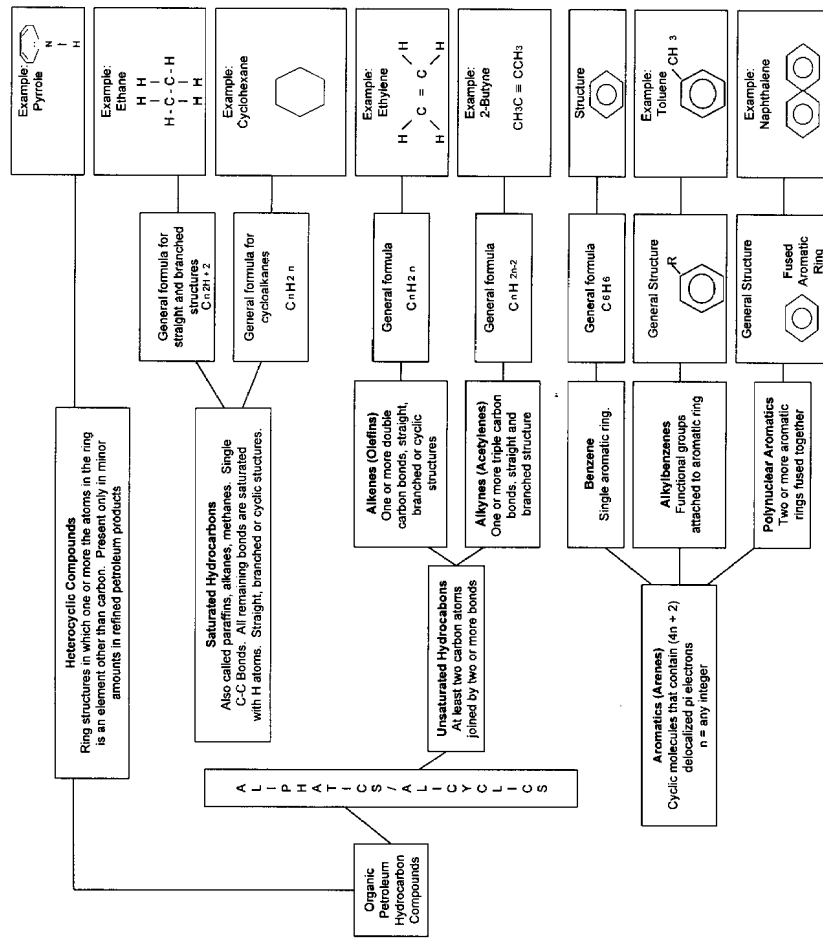 Organic
Petroleum
Hydrocarbon
Compounds
ALIPHATICS/ALICYCLICS
Heterocyclic Compounds
Ring structures in which one or more the atoms in the ring
is an element other than carbon. Present only in minor
amounts in refined petroleum products
Example:
Pyrrole
N
H
Saturated Hydrocarbons
Also called paraffins, alkanes, methanes. Single
C-C Bonds. All remaining bonds are saturated
with H atoms. Straight, branched or cyclic stuctures.
General formula for
straight and branched
structures
Cn2H + 2
Example:
Ethane
H H
H-C-C-H
H H
General formula for
cycloalkanes
CnH2n
Example:
Cyclohexane
Unsaturated Hydrocabons
At least two carbon atoms
joined by two or more bonds
Alkenes (Olefins)
One or more double
carbon bonds, straight,
branched or cyclic
structures
General formula
CnH2n
Example:
Ethylene
H H
C = C
H H
Alkynes (Acetylenes)
One or more triple carbon
bonds, straight and
branched structure
General formula
CnH2n-2
Example:
2-Butyne
CH3C ≡ CCH3
Aromatics (Arenes)
Cyclic molecules that contain (4n + 2)
delocalized pi electrons
n = any integer
Benzene
Single aromatic ring.
General formula
C6H6
Structure
Alkylbenzenes
Functional groups
attached to aromatic ring
General Structure
R
Example:
Toluene
CH3
Polynuclear Aromatics
Two or more aromatic
rings fused together
General Structure
Fused
Aromatic
Ring
Example:
Naphthalene